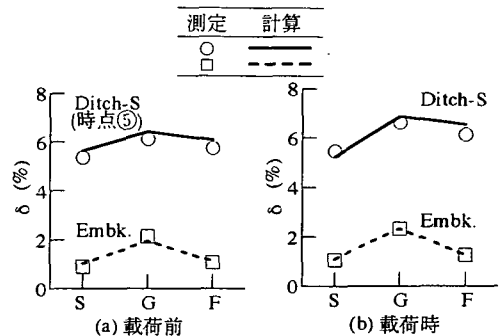 測定 計算
8
6
4
2
0
δ (%)
Ditch-S
(時点⑤)
Embk.
S G F
(a) 載荷前
8
6
4
2
0
δ (%)
Ditch-S
Embk.
S G F
(b) 載荷時